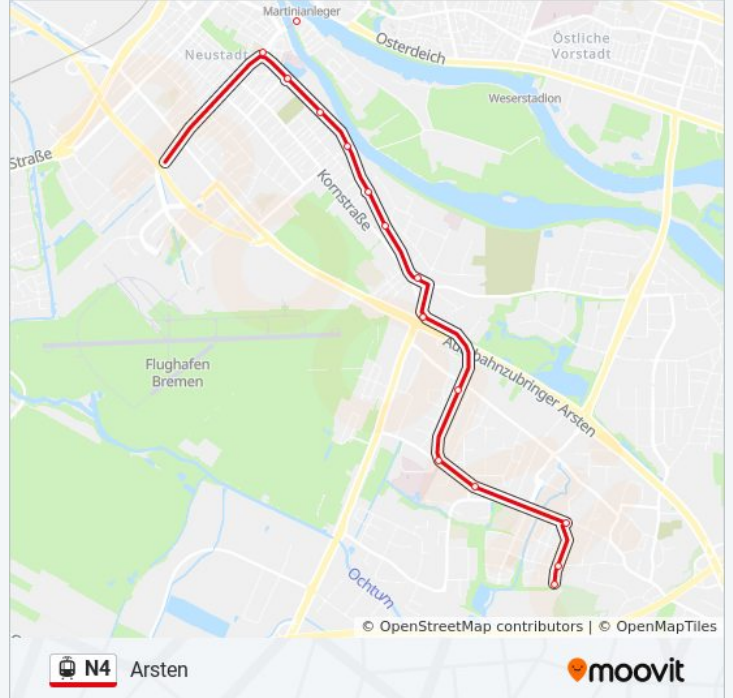 Martinianleger
Neustadt
Osterdeich
Östliche
Vorstadt
Weserstadion
Straße
Kornstraße
Flughafen
Bremen
Autobahnzubringer Arsten
Ochtum
© OpenStreetMap contributors | © OpenMapTiles
N4 Arsten
moovit